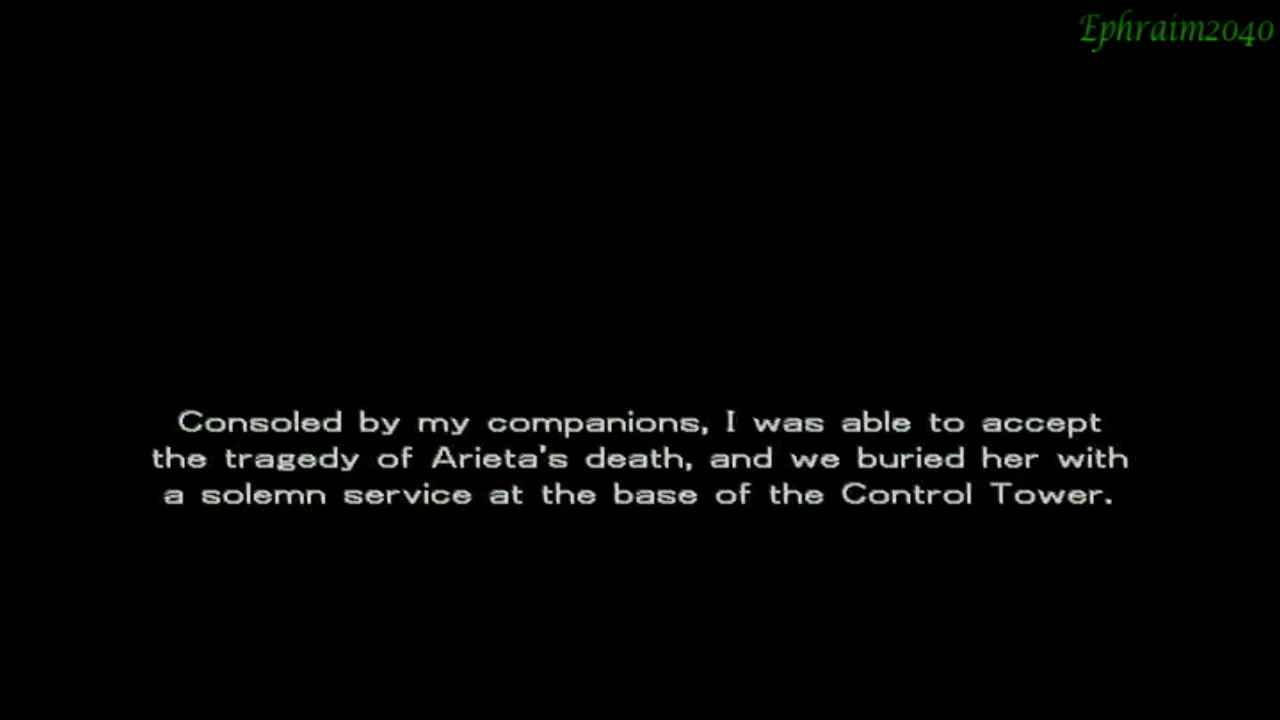 Ephraim2040
Consoled by my companions, I was able to accept
the tragedy of Arieta's death, and we buried her with
a solemn service at the base of the Control Tower.